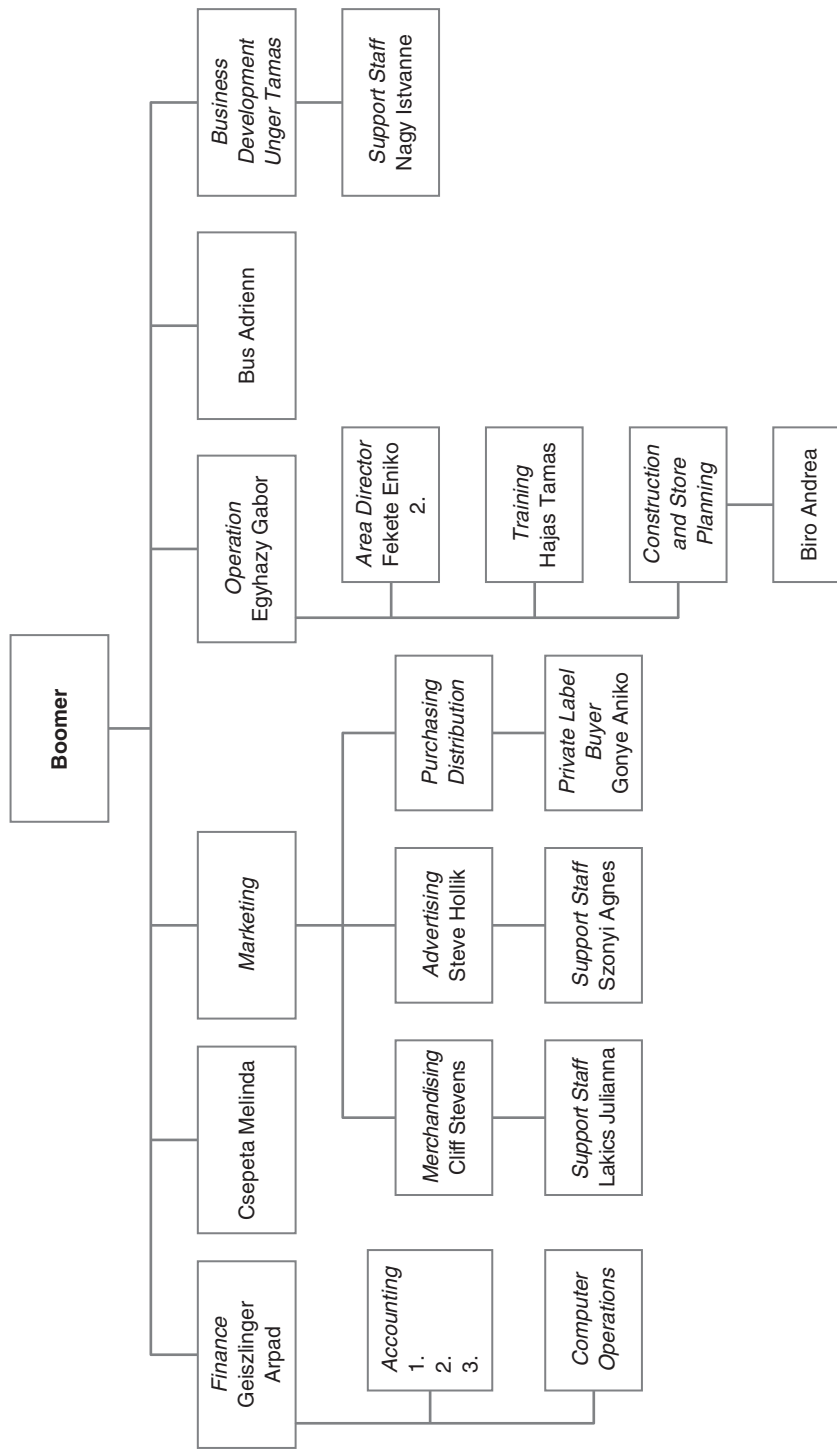 Boomer
Finance
Geiszlinger
Arpad
Csepeta Melinda
Marketing
Operation
Egyhazy Gabor
Bus Adrienn
Business
Development
Unger Tamas
Accounting
1.
2.
3.
Computer
Operations
Merchandising
Cliff Stevens
Support Staff
Lakics Julianna
Advertising
Steve Hollik
Support Staff
Szonyi Agnes
Purchasing
Distribution
Private Label
Buyer
Gonye Aniko
Area Director
Fekete Eniko
2.
Training
Hajas Tamas
Construction
and Store
Planning
Biro Andrea
Support Staff
Nagy Istvanne